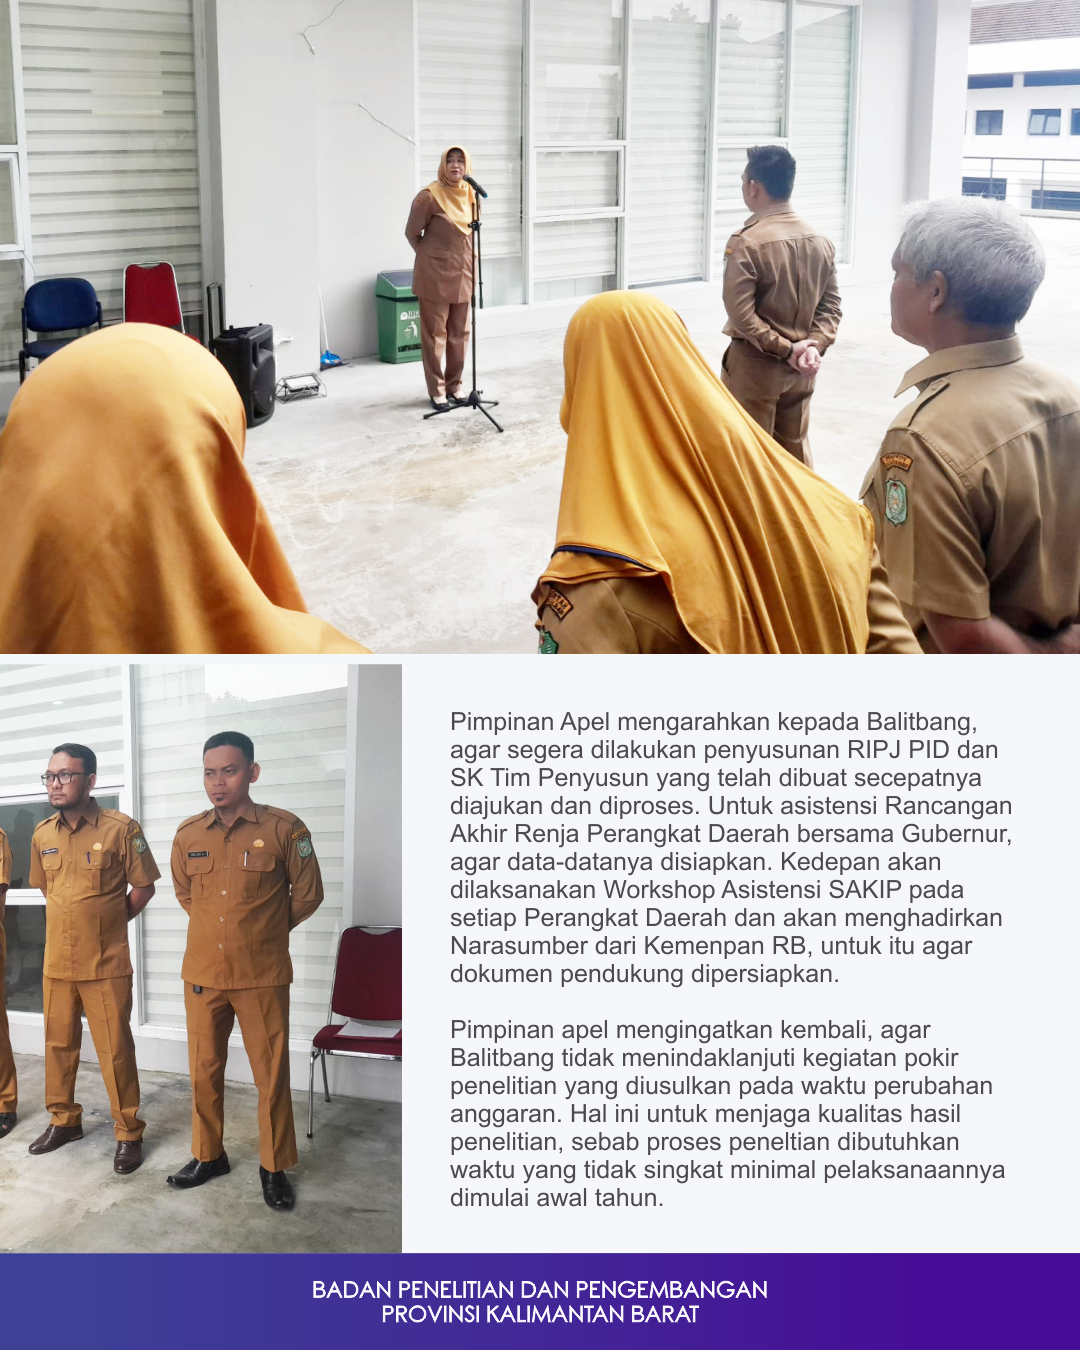 Pimpinan Apel mengarahkan kepada Balitbang,
agar segera dilakukan penyusunan RIPJ PID dan
SK Tim Penyusun yang telah dibuat secepatnya
diajukan dan diproses. Untuk asistensi Rancangan
Akhir Renja Perangkat Daerah bersama Gubernur,
agar data-datanya disiapkan. Kedepan akan
dilaksanakan Workshop Asistensi SAKIP pada
setiap Perangkat Daerah dan akan menghadirkan
Narasumber dari Kemenpan RB, untuk itu agar
dokumen pendukung dipersiapkan.
Pimpinan apel mengingatkan kembali, agar
Balitbang tidak menindaklanjuti kegiatan pokir
penelitian yang diusulkan pada waktu perubahan
anggaran. Hal ini untuk menjaga kualitas hasil
penelitian, sebab proses peneltian dibutuhkan
waktu yang tidak singkat minimal pelaksanaannya
dimulai awal tahun.
BADAN PENELITIAN DAN PENGEMBANGAN
PROVINSI KALIMANTAN BARAT